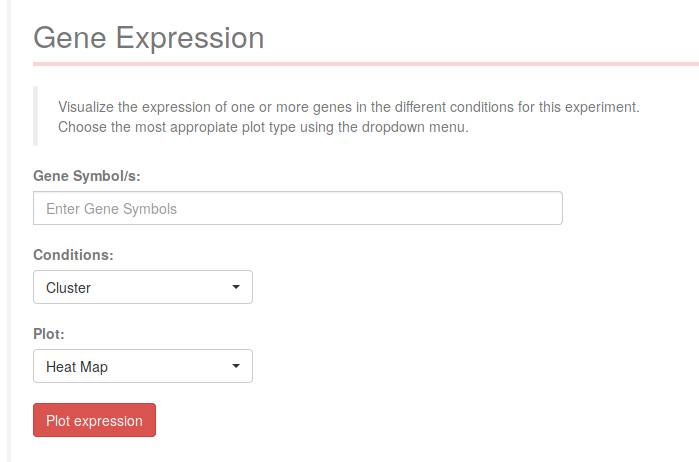 Gene Expression
Visualize the expression of one or more genes in the different conditions for this experiment.
Choose the most appropiate plot type using the dropdown menu.
Gene Symbol/s:
Enter Gene Symbols
Conditions:
Cluster
Plot:
Heat Map
Plot expression